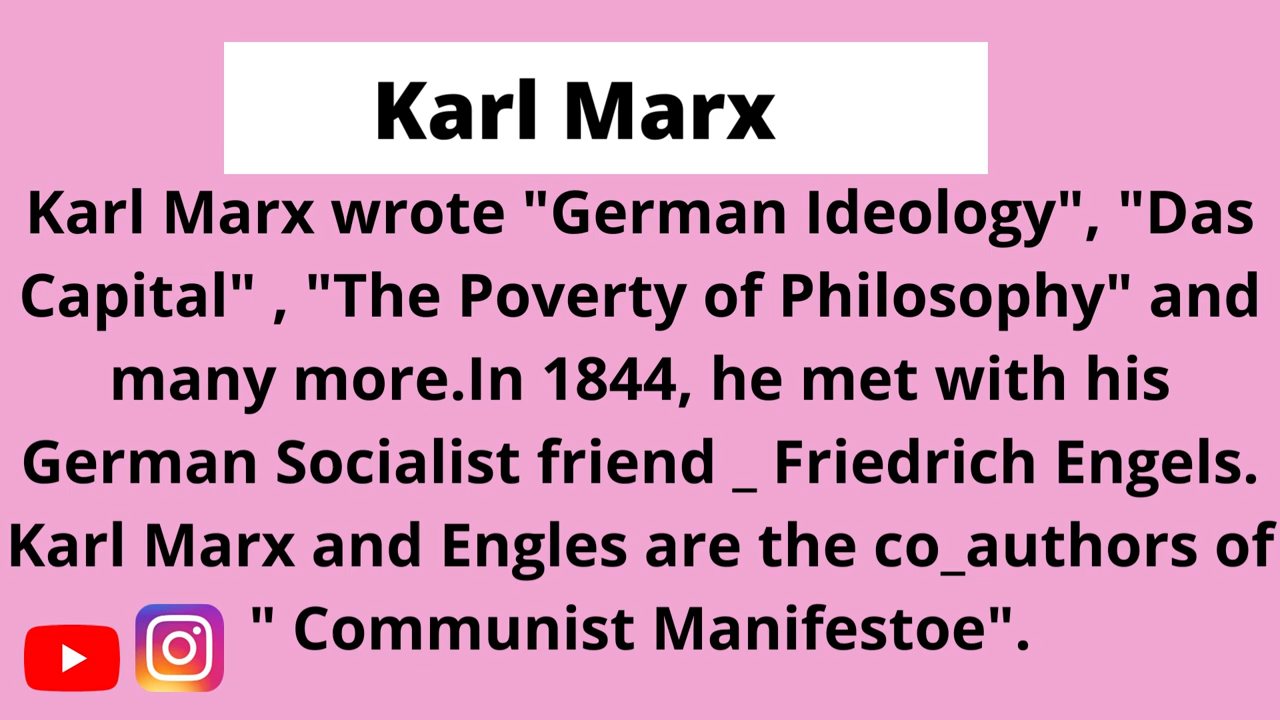 Karl Marx
Karl Marx wrote "German Ideology", "Das
Capital" , "The Poverty of Philosophy" and
many more.In 1844, he met with his
German Socialist friend _ Friedrich Engels.
Karl Marx and Engles are the co_authors of
" Communist Manifestoe".